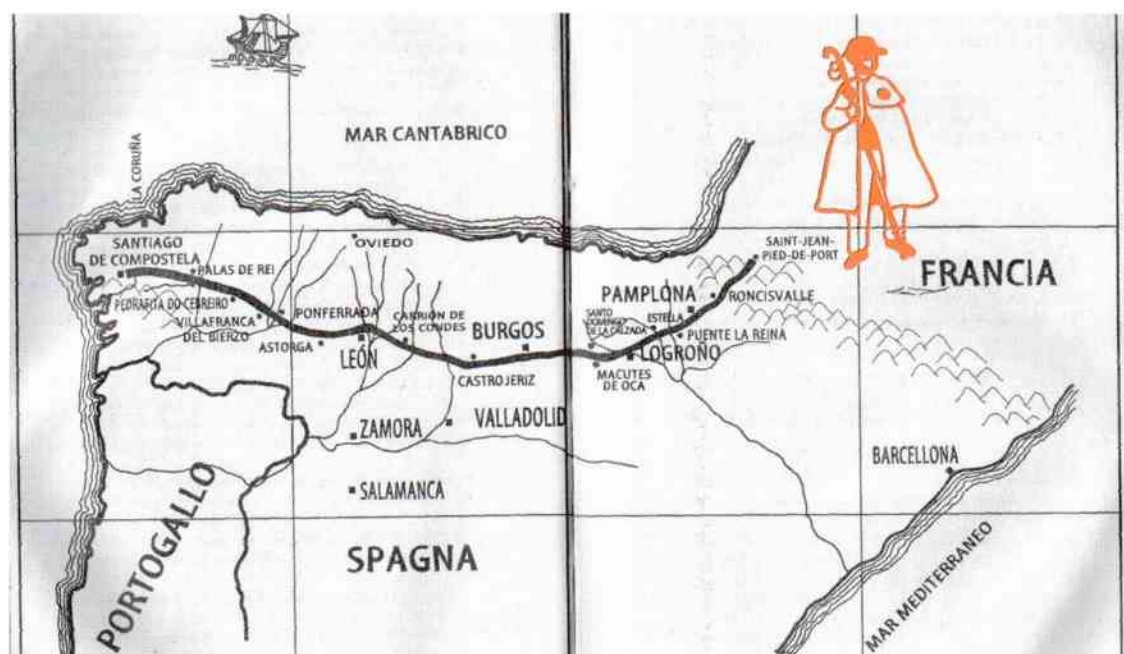 MAR CANTABRICO
LA CORUÑA
SANTIAGO
DE COMPOSTELA
OVIEDO
SAINT-JEAN-
PIED-DE-PORT
FRANCIA
PALAS DE REI
PEDRAFITA DO CEBREIRO
PONFERRADA
CARRIÓN DE
LOS CONDES
PAMPLONA
RONCISVALLE
VILLAFRANCA
DEL BIERZO
ASTORGA
LEÓN
BURGOS
SANTO
DOMINGO
DE LA CALZADA
ESTELLA
PUENTE LA REINA
LOGROÑO
CASTROJERIZ
MACUTES
DE OCA
ZAMORA
VALLADOLID
BARCELLONA
SALAMANCA
PORTOGALLO
SPAGNA
MAR MEDITERRANEO